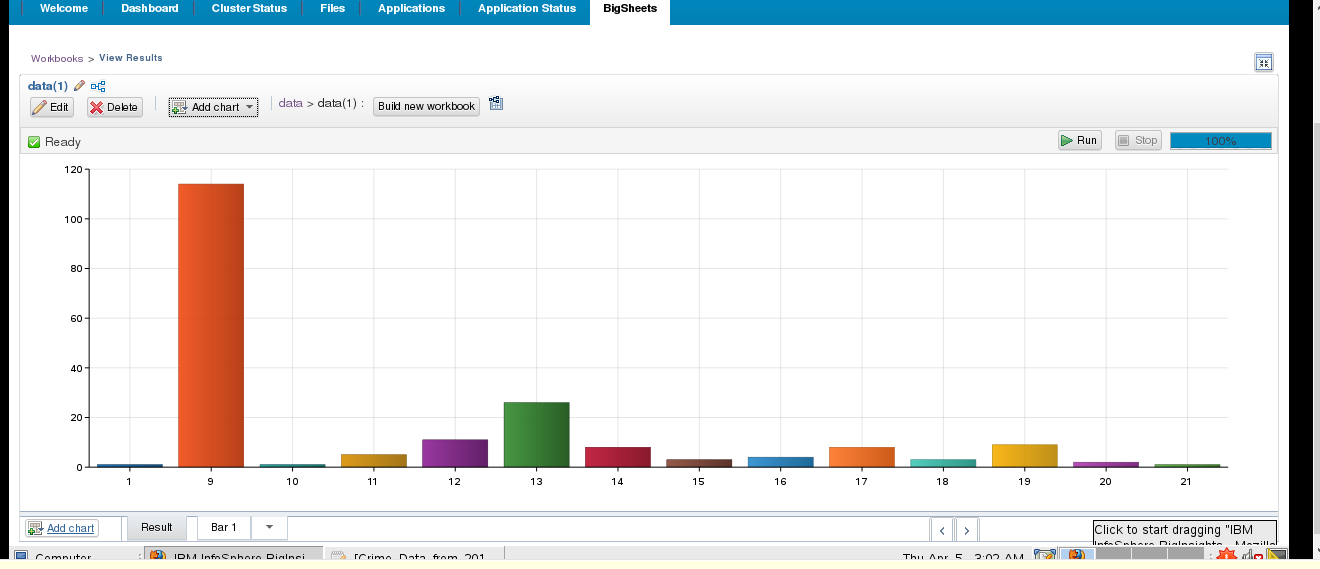 Welcome Dashboard Cluster Status Files Applications Application Status BigSheets
Workbooks > View Results
data(1)
Edit Delete Add chart data > data(1) : Build new workbook
Ready Run Stop 100%
120
100
80
60
40
20
0
1 9 10 11 12 13 14 15 16 17 18 19 20 21
Add chart Result Bar 1 < >
Click to start dragging "IBM
InfoSphere BigInsights - Mozilla
Computer IBM InfoSphere BigInsi... [Crime_Data_from_201... Thu Apr 5, 3:02 AM